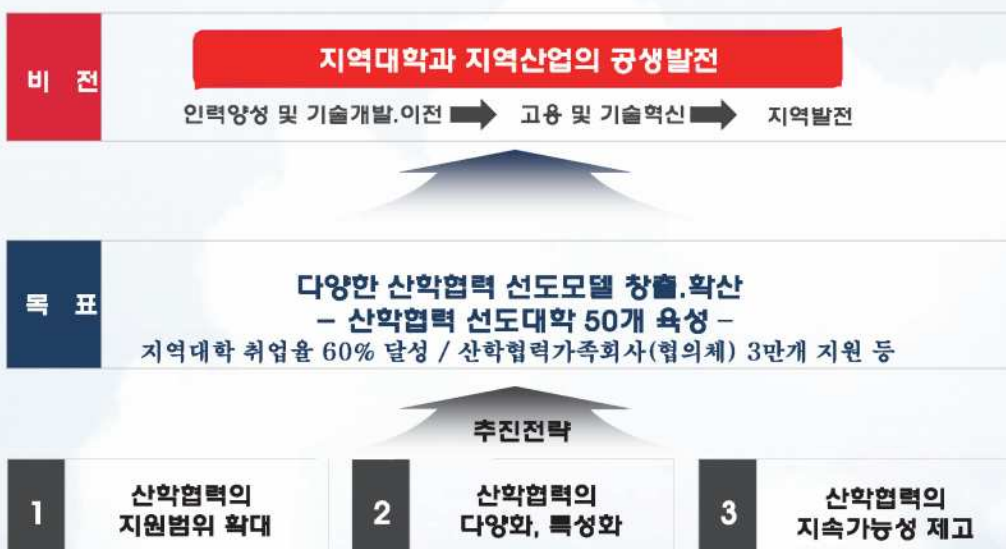 비 전
지역대학과 지역산업의 공생발전
인력양성 및 기술개발.이전 고용 및 기술혁신 지역발전
목 표
다양한 산학협력 선도모델 창출.확산
– 산학협력 선도대학 50개 육성 –
지역대학 취업율 60% 달성 / 산학협력가족회사(협의체) 3만개 지원 등
추진전략
1
산학협력의
지원범위 확대
2
산학협력의
다양화, 특성화
3
산학협력의
지속가능성 제고